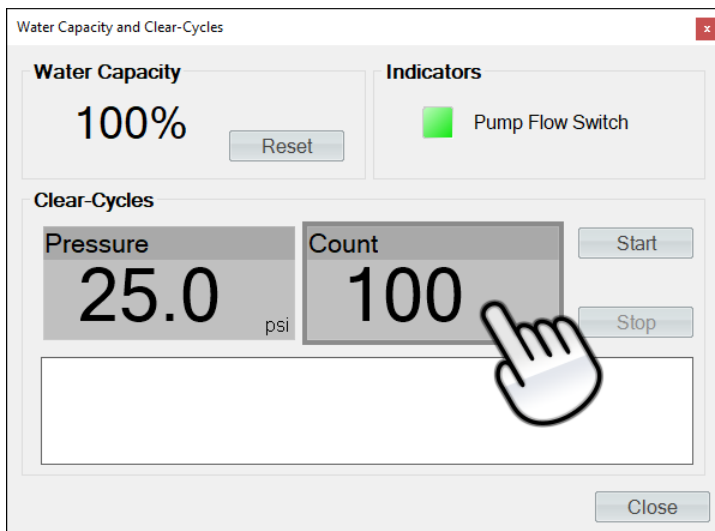 Water Capacity and Clear-Cycles
x
Water Capacity
100%
Reset
Indicators
Pump Flow Switch
Clear-Cycles
Pressure
25.0
psi
Count
100
Start
Stop
Close